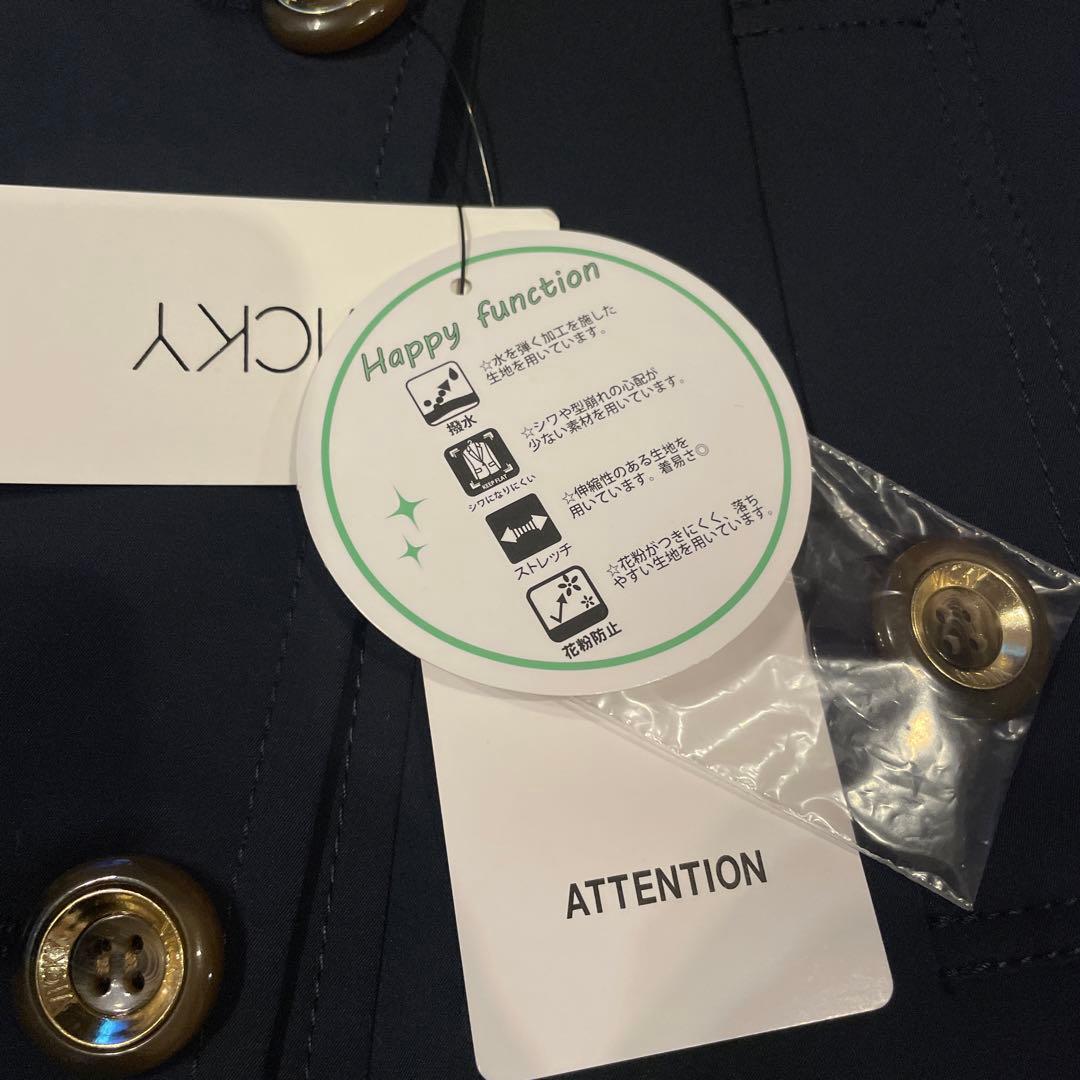 VICKY
Happy function
撥水
☆水を弾く加工を施した
生地を用いています。
KEEP FLAT
シワになりにくい
☆シワや型崩れの心配が
少ない素材を用いています。
ストレッチ
☆伸縮性のある生地を
用いています。着易さ◎
花粉防止
☆花粉がつきにくく、落ち
やすい生地を用いています。
VICKY
ATTENTION
VICKY